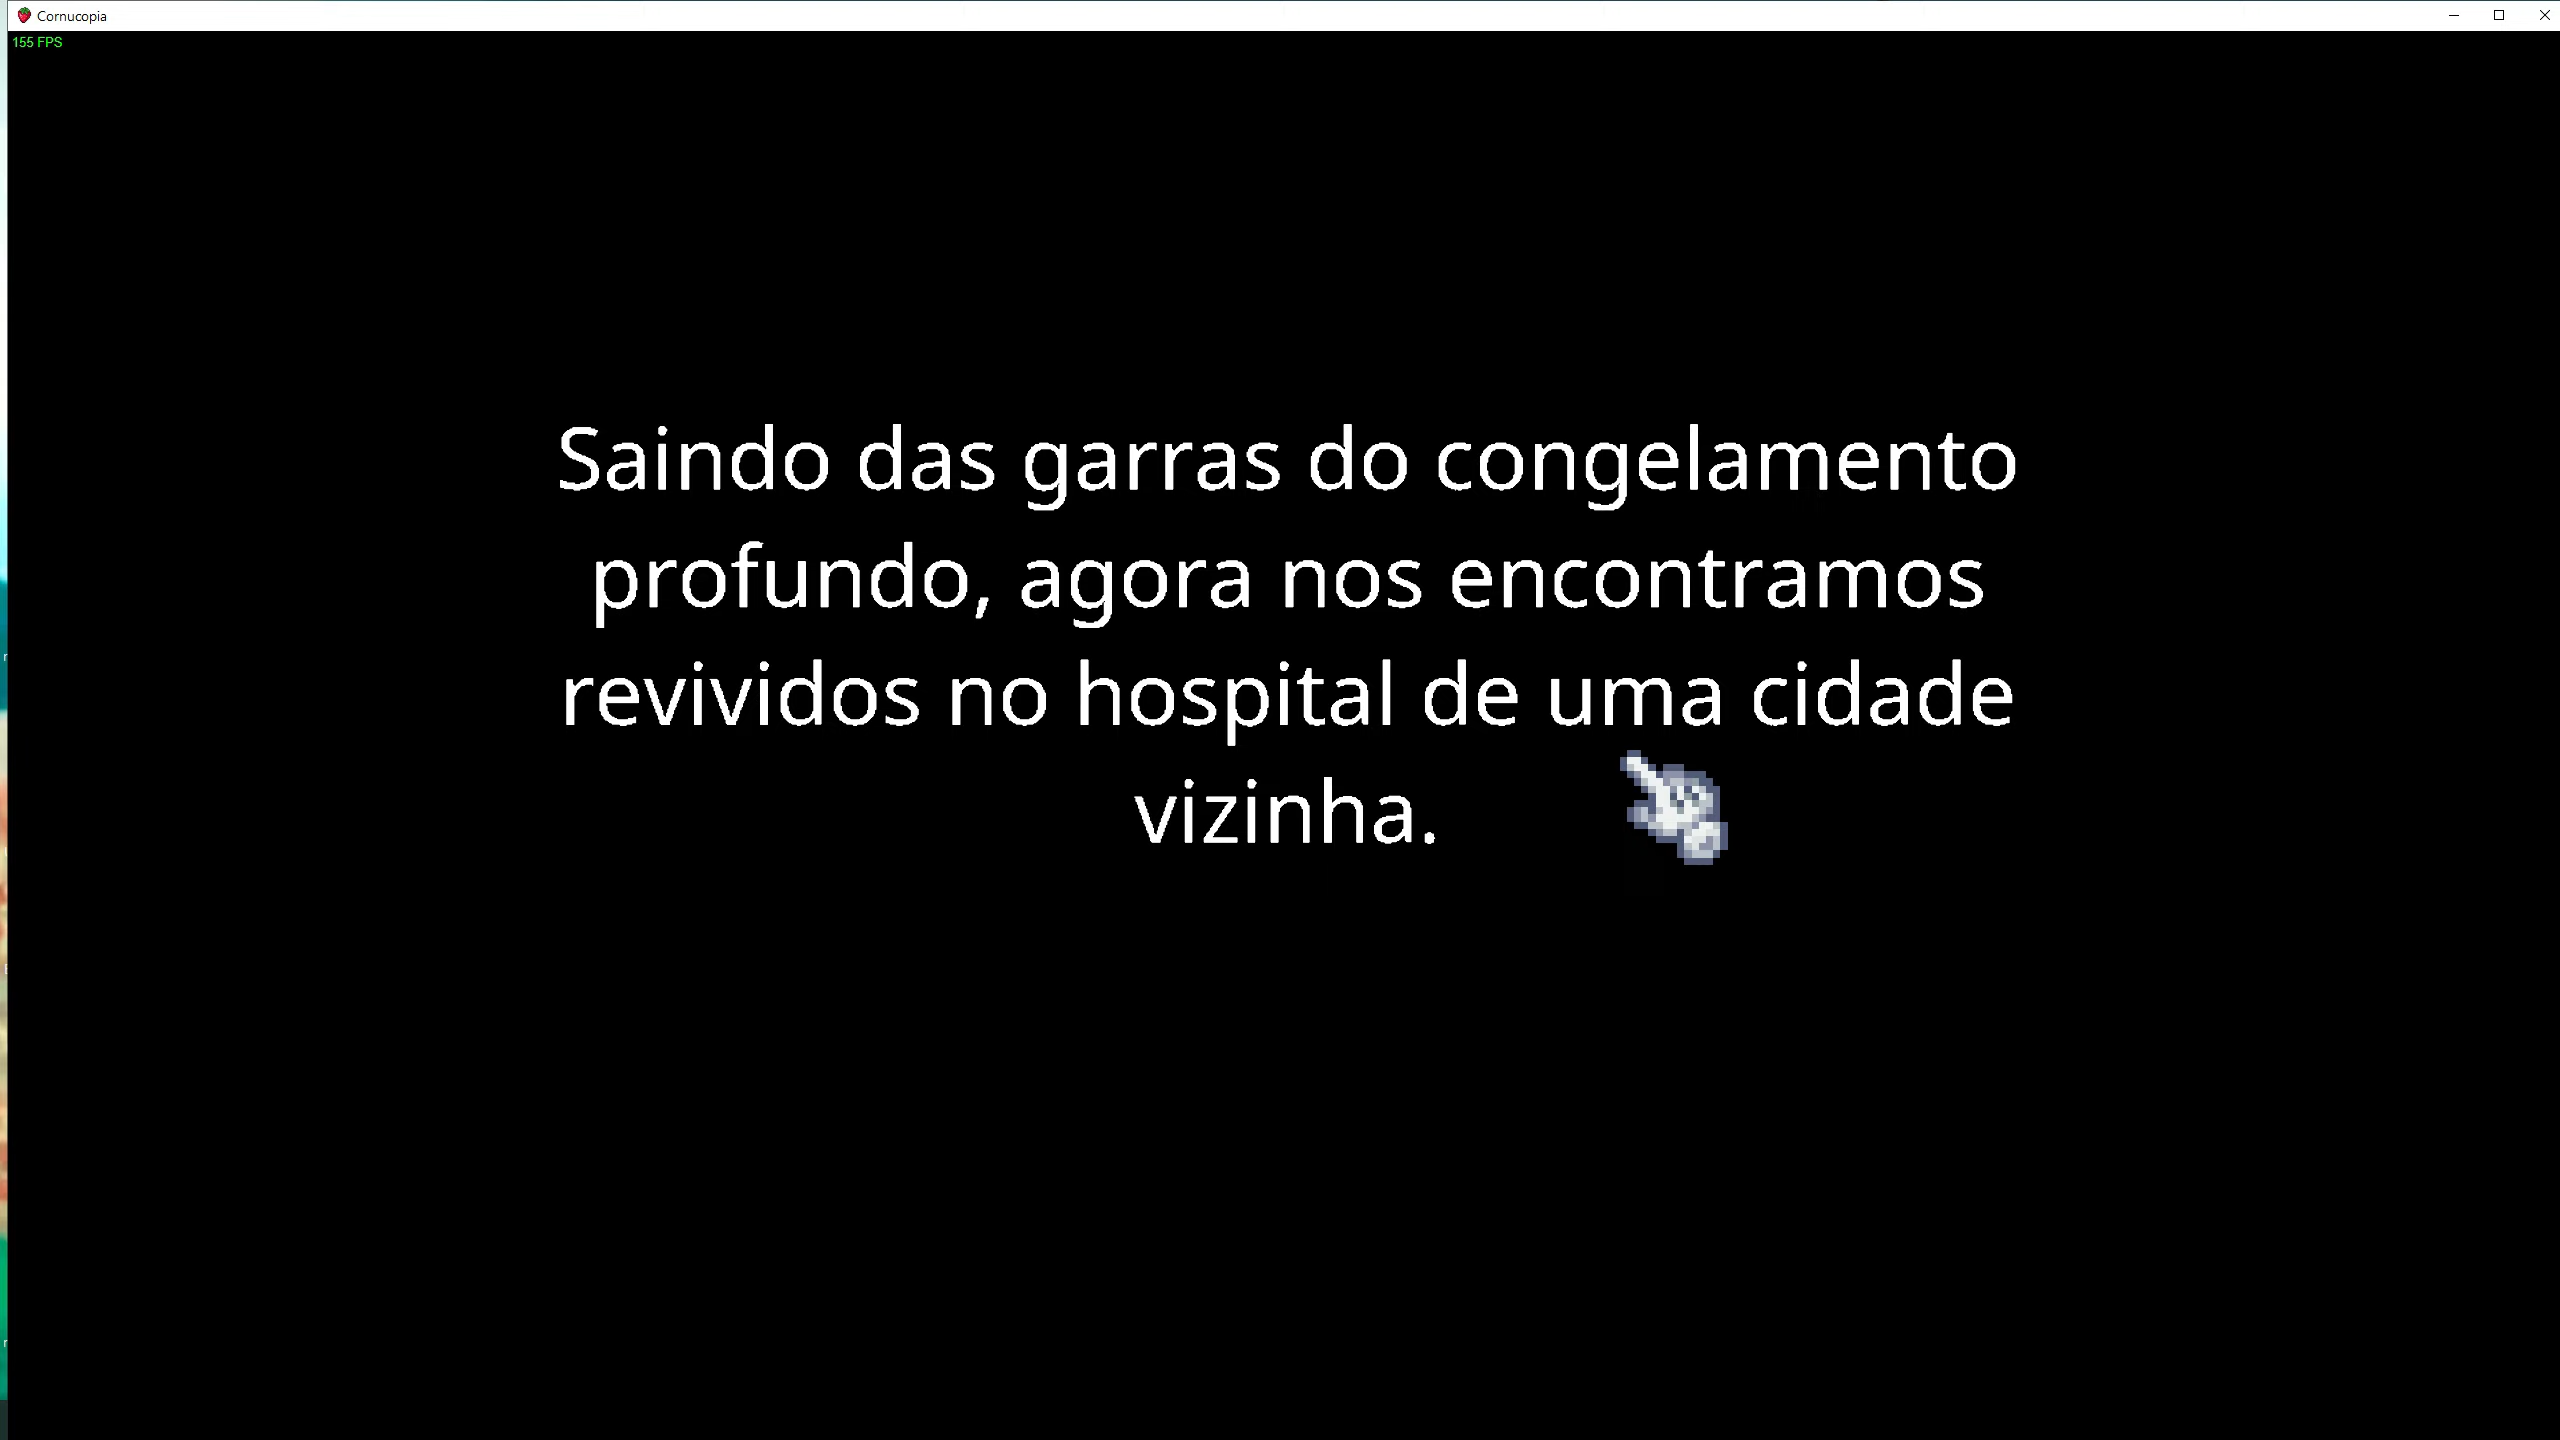 Cornucopia
155 FPS
Saindo das garras do congelamento
profundo, agora nos encontramos
revividos no hospital de uma cidade
vizinha.